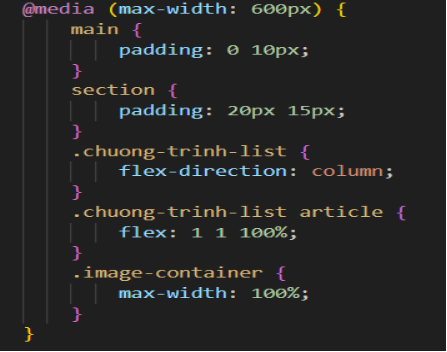 @media (max-width: 600px) {
    main {
        padding: 0 10px;
    }
    section {
        padding: 20px 15px;
    }
    .chuong-trinh-list {
        flex-direction: column;
    }
    .chuong-trinh-list article {
        flex: 1 1 100%;
    }
    .image-container {
        max-width: 100%;
    }
}